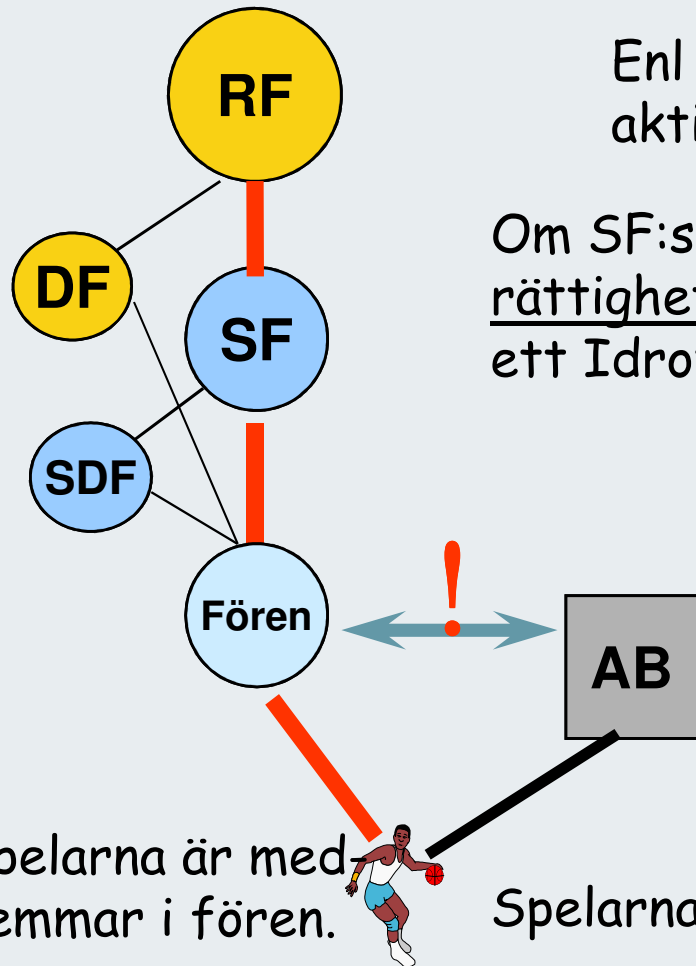 RF
Enl
akti
DF
Om SF:s
rättighet
ett Idro
SF
SDF
Fören
!
AB
pelarna är med-
emmar i fören.
Spelarna